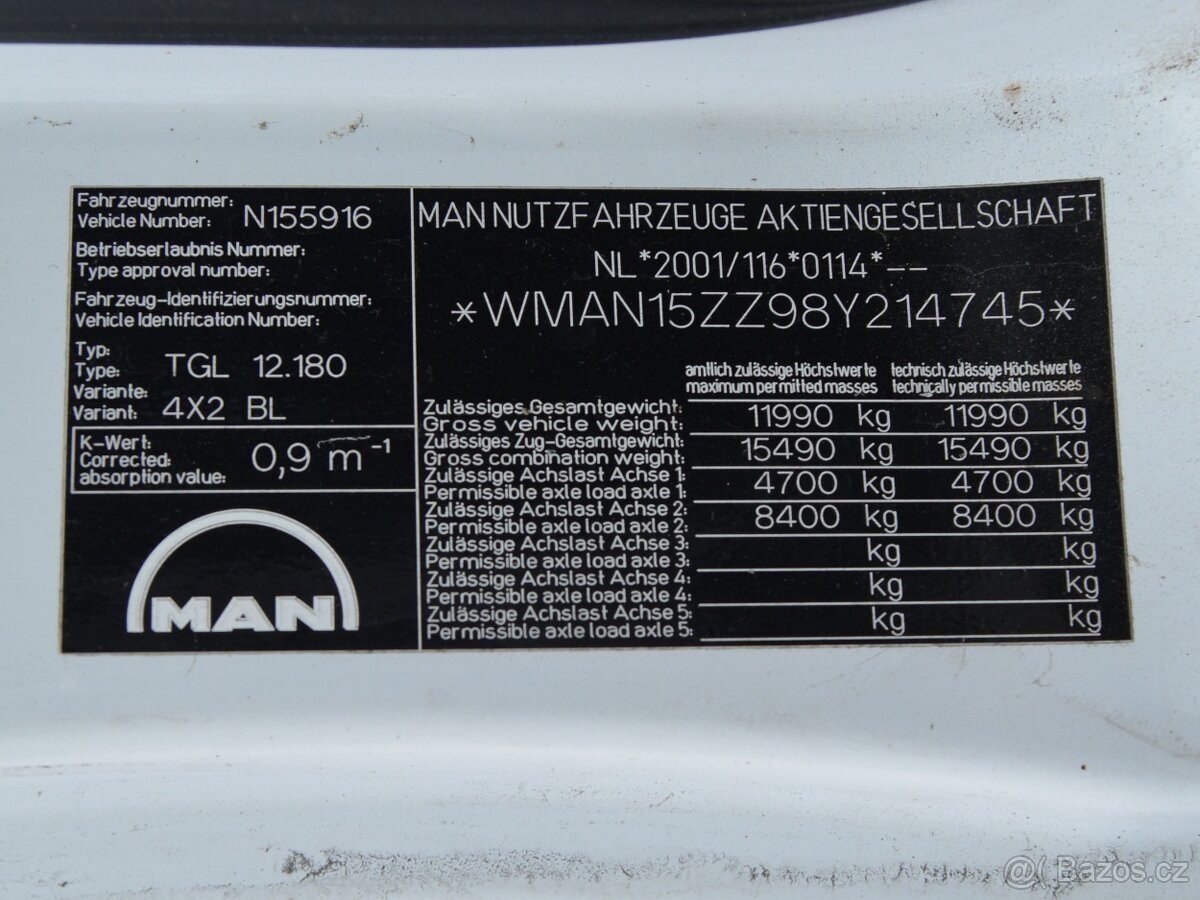 Fahrzeugnummer:
Vehicle Number: N155916
Betriebserlaubnis Nummer:
Type approval number:
Fahrzeug-Identifizierungsnummer:
Vehicle Identification Number:
Typ:
Type: TGL 12.180
Variante:
Variant: 4X2 BL
K-Wert:
Corrected absorption value: 0,9 m⁻¹
MAN
MAN NUTZFAHRZEUGE AKTIENGESELLSCHAFT
NL*2001/116*0114*--
*WMAN15ZZ98Y214745*
amtlich zulässige Höchstwerte technisch zulässige Höchstwerte
maximum permitted masses technically permissible masses
Zulässiges Gesamtgewicht:
Gross vehicle weight: 11990 kg 11990 kg
Zulässiges Zug-Gesamtgewicht:
Gross combination weight: 15490 kg 15490 kg
Zulässige Achslast Achse 1:
Permissible axle load axle 1: 4700 kg 4700 kg
Zulässige Achslast Achse 2:
Permissible axle load axle 2: 8400 kg 8400 kg
Zulässige Achslast Achse 3:
Permissible axle load axle 3: kg kg
Zulässige Achslast Achse 4:
Permissible axle load axle 4: kg kg
Zulässige Achslast Achse 5:
Permissible axle load axle 5: kg kg
Bazos.cz